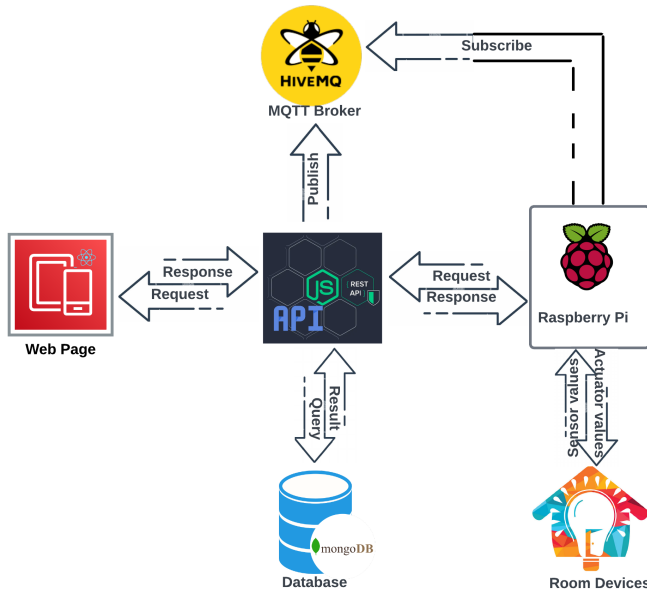 Subscribe
HIVEMQ
MQTT Broker
Publish
Response
Request
JS
REST
API
API
Request
Response
Raspberry Pi
Web Page
Result
Query
Sensor values
Actuator values
mongoDB
Database
Room Devices